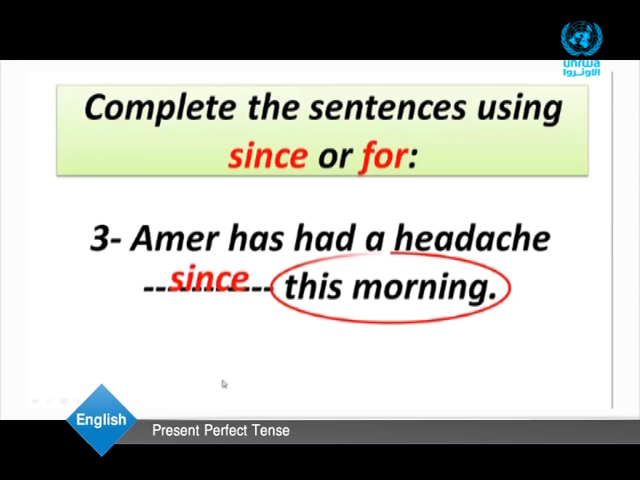 unrwa
الأونروا
Complete the sentences using
since or for:
3- Amer has had a headache
----------- since this morning.
English
Present Perfect Tense